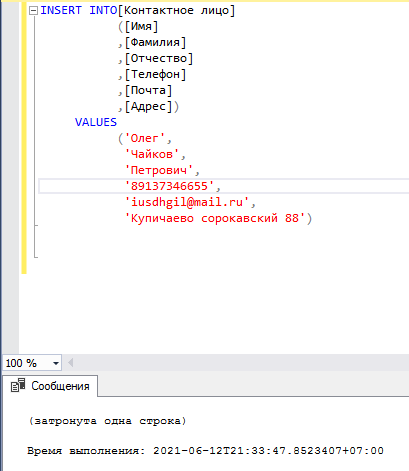 INSERT INTO[Контактное лицо]
([Имя]
,[Фамилия]
,[Отчество]
,[Телефон]
,[Почта]
,[Адрес])
VALUES
('Олег',
'Чайков',
'Петрович',
'89137346655',
'iusdhgil@mail.ru',
'Купичаево сорокавский 88')
100 %
Сообщения
(затронута одна строка)
Время выполнения: 2021-06-12T21:33:47.8523407+07:00